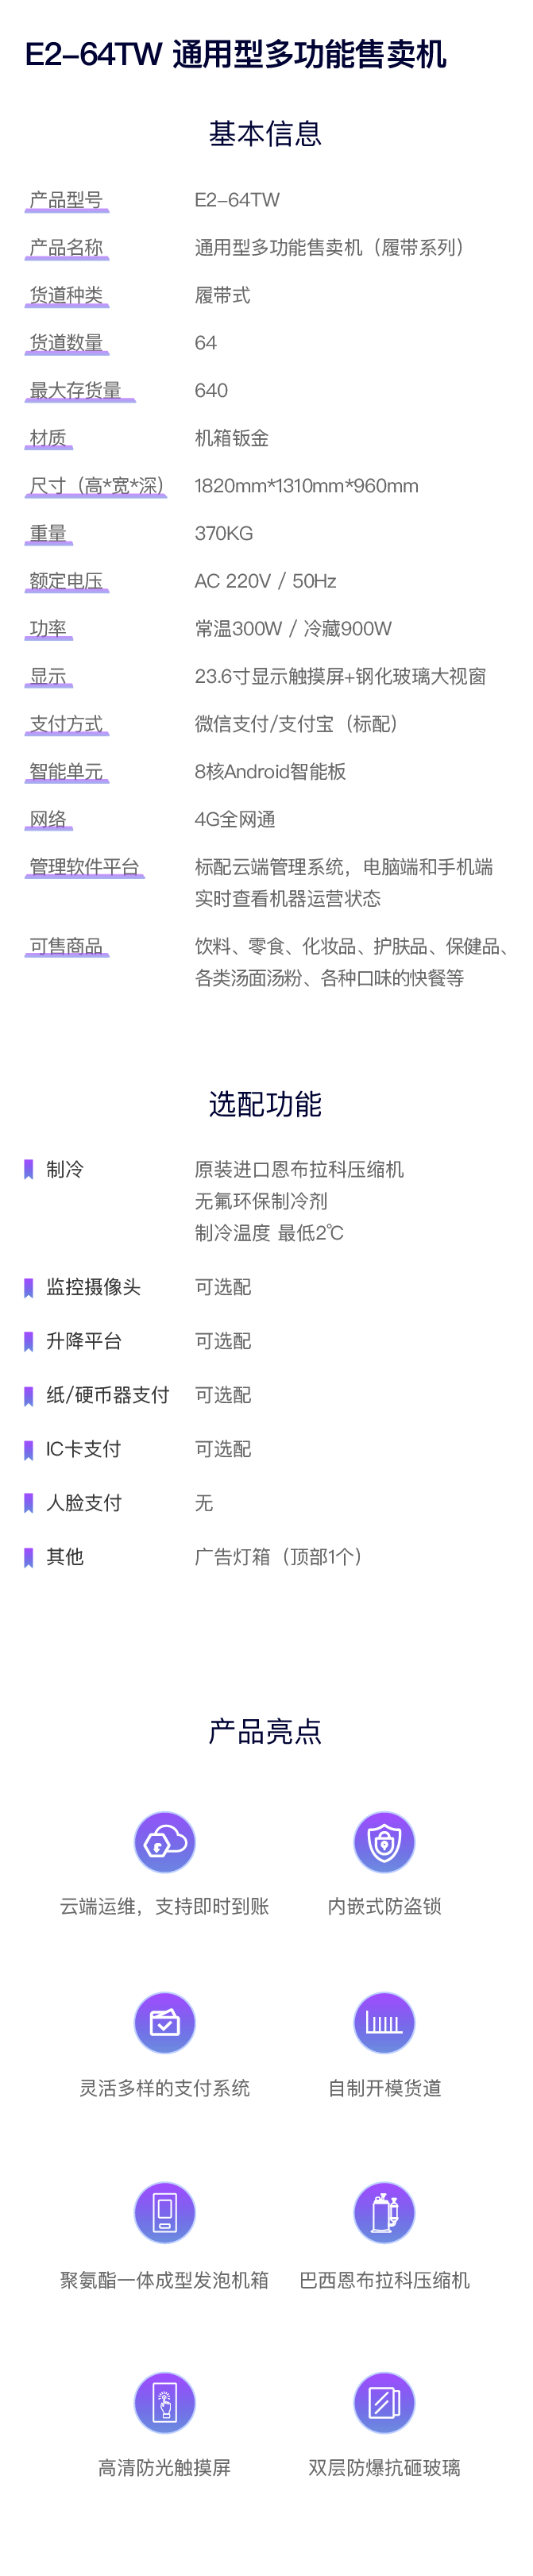 E2-64TW 通用型多功能售卖机
基本信息
产品型号 E2-64TW
产品名称 通用型多功能售卖机（履带系列）
货道种类 履带式
货道数量 64
最大存货量 640
材质 机箱钣金
尺寸（高*宽*深） 1820mm*1310mm*960mm
重量 370KG
额定电压 AC 220V / 50Hz
功率 常温300W / 冷藏900W
显示 23.6寸显示触摸屏+钢化玻璃大视窗
支付方式 微信支付/支付宝（标配）
智能单元 8核Android智能板
网络 4G全网通
管理软件平台 标配云端管理系统，电脑端和手机端
实时查看机器运营状态
可售商品 饮料、零食、化妆品、护肤品、保健品、
各类汤面汤粉、各种口味的快餐等
选配功能
制冷 原装进口恩布拉科压缩机
无氟环保制冷剂
制冷温度 最低2℃
监控摄像头 可选配
升降平台 可选配
纸/硬币器支付 可选配
IC卡支付 可选配
人脸支付 无
其他 广告灯箱（顶部1个）
产品亮点
云端运维，支持即时到账 内嵌式防盗锁
灵活多样的支付系统 自制开模货道
聚氨酯一体成型发泡机箱 巴西恩布拉科压缩机
高清防光触摸屏 双层防爆抗砸玻璃